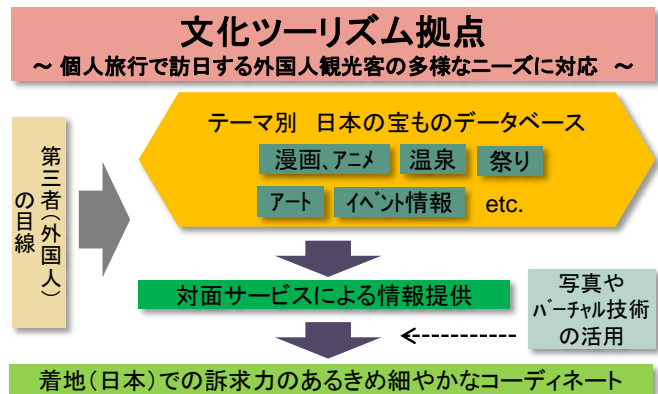 文化ツーリズム拠点
～ 個人旅行で訪日する外国人観光客の多様なニーズに対応 ～
第三者（外国人）
の目線
テーマ別 日本の宝ものデータベース
漫画、アニメ
温泉
祭り
アート
イベント情報
etc.
対面サービスによる情報提供
写真や
バーチャル技術
の活用
着地（日本）での訴求力のあるきめ細やかなコーディネート